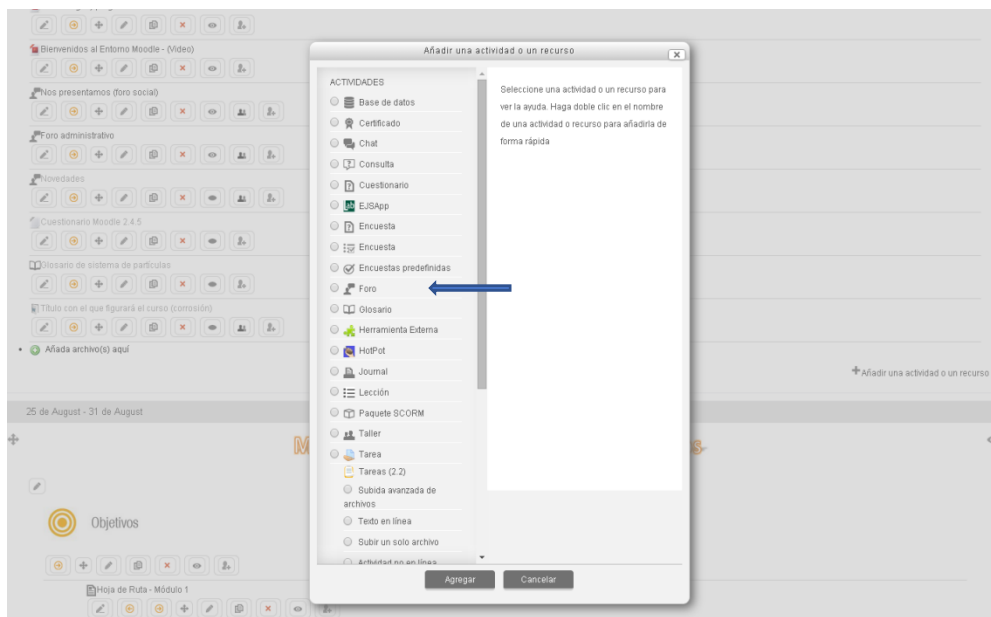 Bienvenidos al Entorno Moodle - (Video)
Nos presentamos (foro social)
Foro administrativo
Novedades
Cuestionario Moodle 2.4.5
Glosario de sistema de partículas
Título con el que figurará el curso (corrosión)
Añada archivo(s) aquí
Añadir una actividad o un recurso
25 de August - 31 de August
Objetivos
Hoja de Ruta - Módulo 1
Añadir una actividad o un recurso
ACTIVIDADES
Base de datos
Certificado
Chat
Consulta
Cuestionario
EJSApp
Encuesta
Encuesta
Encuestas predefinidas
Foro
Glosario
Herramienta Externa
HotPot
Journal
Lección
Paquete SCORM
Taller
Tarea
Tareas (2.2)
Subida avanzada de
archivos
Texto en línea
Subir un solo archivo
Actividad no en línea
Seleccione una actividad o un recurso para
ver la ayuda. Haga doble clic en el nombre
de una actividad o recurso para añadirla de
forma rápida
Agregar
Cancelar